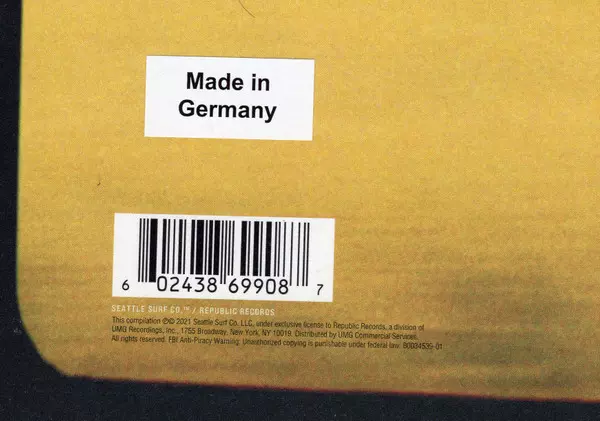 Made in
Germany
6 02438 69908 7
SEATTLE SURF CO.™ / REPUBLIC RECORDS
This compilation ℗© 2021 Seattle Surf Co. LLC, under exclusive license to Republic Records, a division of
UMG Recordings, Inc., 1755 Broadway, New York, NY 10019. Distributed by UMG Commercial Services.
All rights reserved. FBI Anti-Piracy Warning: Unauthorized copying is punishable under federal law. B0034539-01